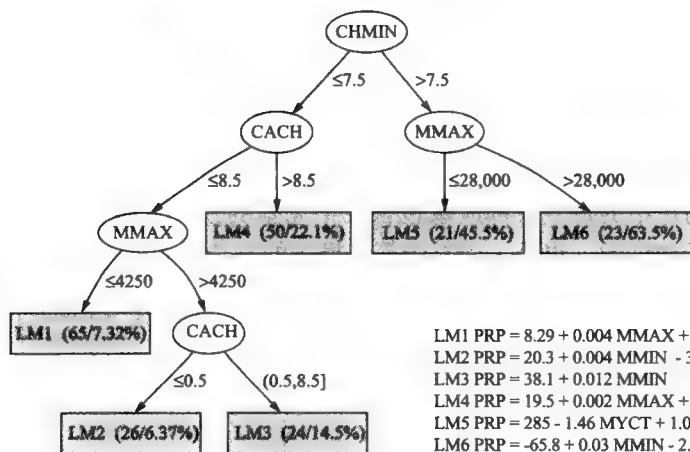 CHMIN
≤7.5 >7.5
CACH MMAX
≤8.5 >8.5 ≤28,000 >28,000
MMAX LM4 (50/22.1%) LM5 (21/45.5%) LM6 (23/63.5%)
≤4250 >4250
LM1 (65/7.32%) CACH
≤0.5 (0.5,8.5]
LM2 (26/6.37%) LM3 (24/14.5%)
LM1 PRP = 8.29 + 0.004 MMAX +
LM2 PRP = 20.3 + 0.004 MMIN - 3
LM3 PRP = 38.1 + 0.012 MMIN
LM4 PRP = 19.5 + 0.002 MMAX +
LM5 PRP = 285 - 1.46 MYCT + 1.0
LM6 PRP = -65.8 + 0.03 MMIN - 2.